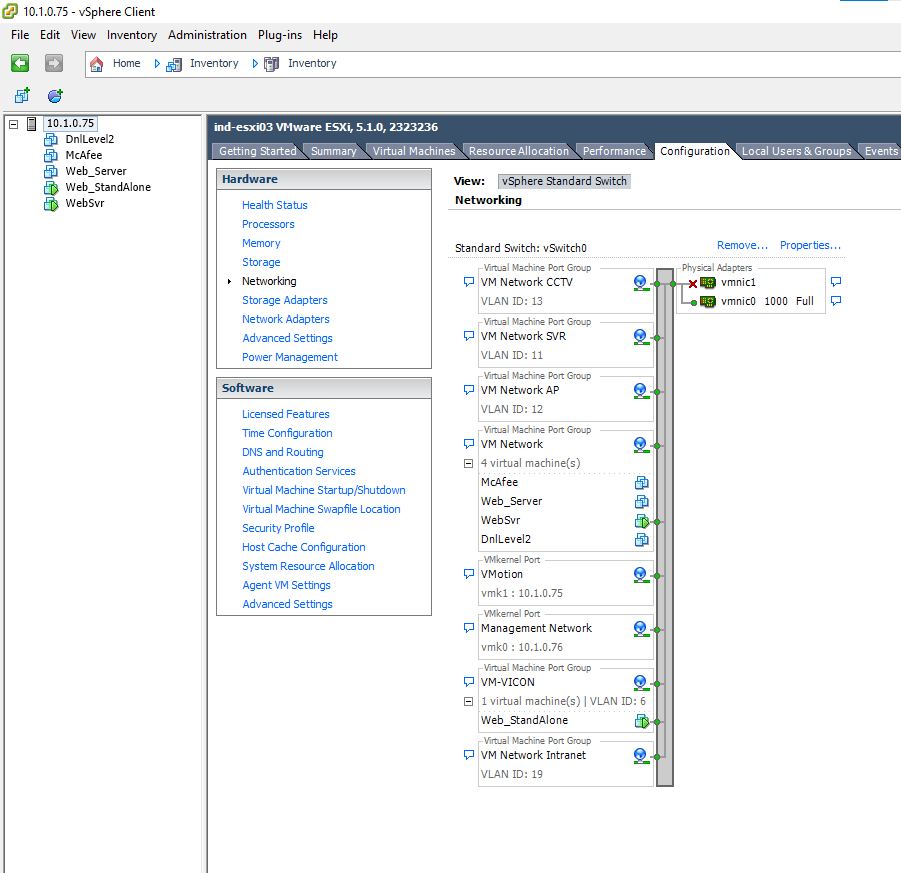 10.1.0.75 - vSphere Client
File Edit View Inventory Administration Plug-ins Help
Home Inventory Inventory
10.1.0.75
DnlLevel2
McAfee
Web_Server
Web_StandAlone
WebSvr
ind-esxi03 VMware ESXi, 5.1.0, 2323236
Getting Started Summary Virtual Machines Resource Allocation Performance Configuration Local Users & Groups Events
Hardware
Health Status
Processors
Memory
Storage
Networking
Storage Adapters
Network Adapters
Advanced Settings
Power Management
Software
Licensed Features
Time Configuration
DNS and Routing
Authentication Services
Virtual Machine Startup/Shutdown
Virtual Machine Swapfile Location
Security Profile
Host Cache Configuration
System Resource Allocation
Agent VM Settings
Advanced Settings
View: vSphere Standard Switch
Networking
Standard Switch: vSwitch0 Remove... Properties...
Virtual Machine Port Group
VM Network CCTV
VLAN ID: 13
Virtual Machine Port Group
VM Network SVR
VLAN ID: 11
Virtual Machine Port Group
VM Network AP
VLAN ID: 12
Virtual Machine Port Group
VM Network
4 virtual machine(s)
McAfee
Web_Server
WebSvr
DnlLevel2
VMkernel Port
VMotion
vmk1 : 10.1.0.75
VMkernel Port
Management Network
vmk0 : 10.1.0.76
Virtual Machine Port Group
VM-VICON
1 virtual machine(s) | VLAN ID: 6
Web_StandAlone
Virtual Machine Port Group
VM Network Intranet
VLAN ID: 19
Physical Adapters
vmnic1
vmnic0 1000 Full